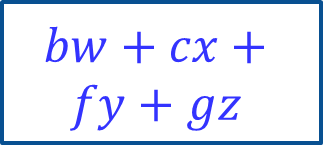 bw + cx +
fy + gz